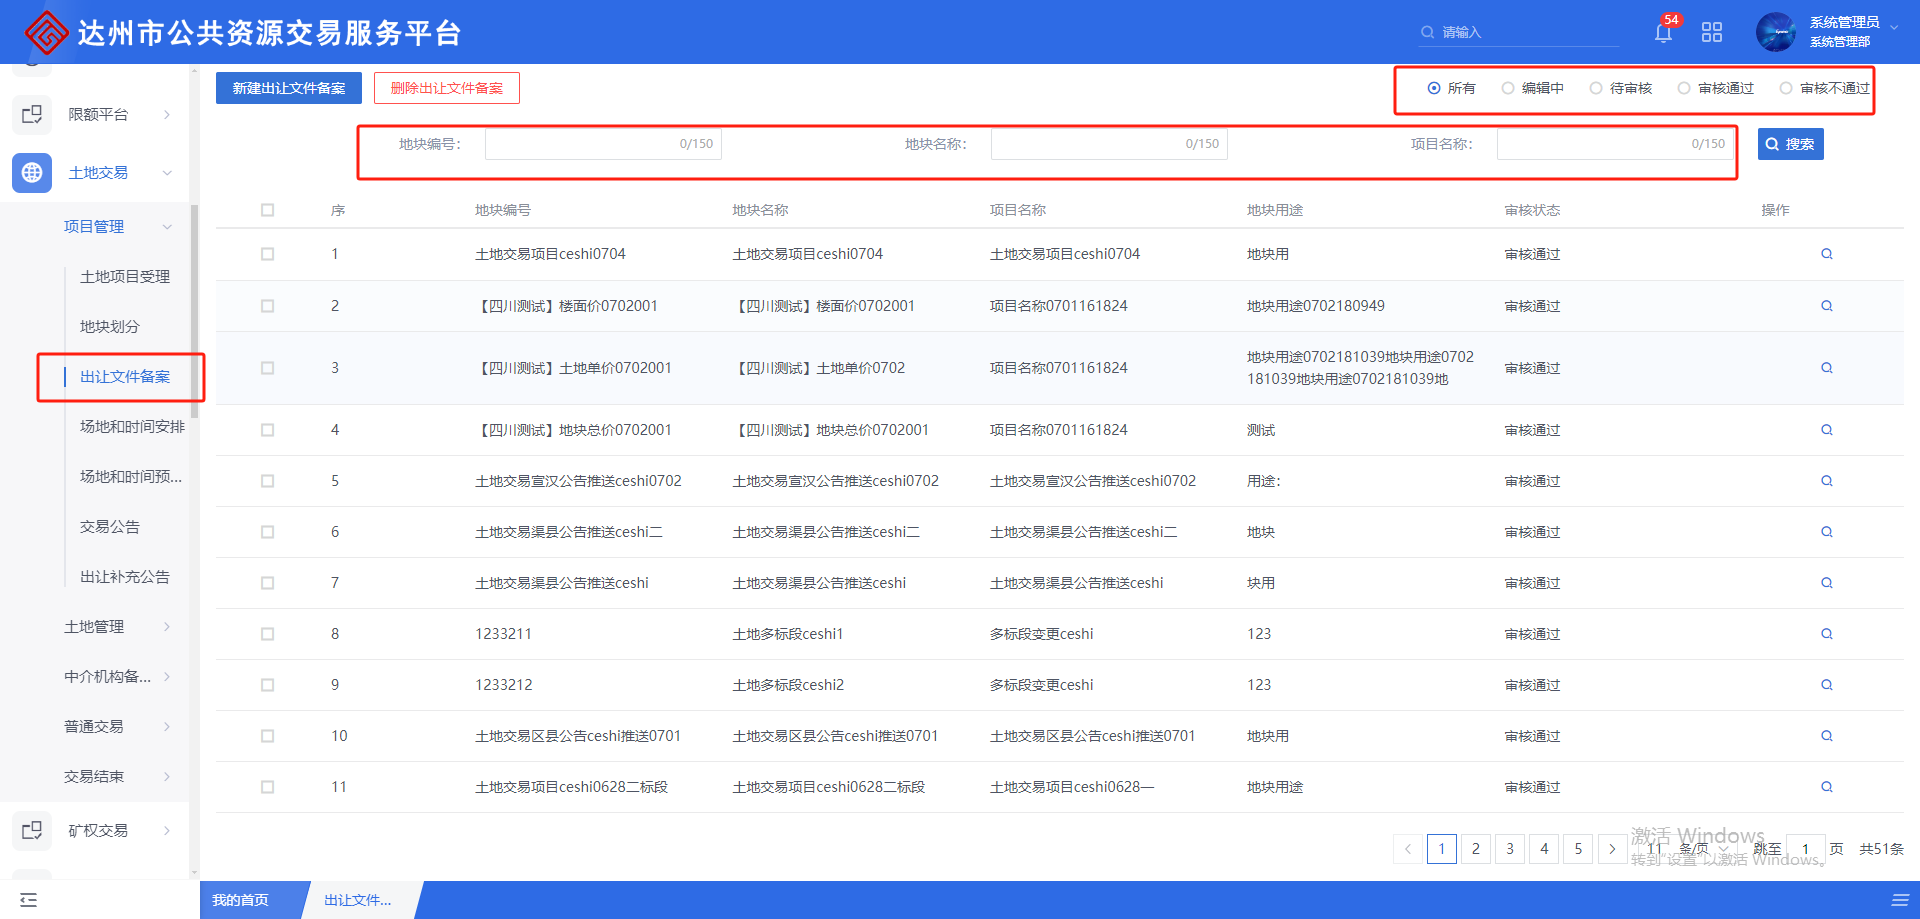 达州市公共资源交易服务平台
请输入
54
系统管理员
系统管理部
限额平台
土地交易
项目管理
土地项目受理
地块划分
出让文件备案
场地和时间安排
场地和时间预...
交易公告
出让补充公告
土地管理
中介机构备...
普通交易
交易结束
矿权交易
新建出让文件备案
删除出让文件备案
所有 编辑中 待审核 审核通过 审核不通过
地块编号： 0/150 地块名称： 0/150 项目名称： 0/150 搜索
序 地块编号 地块名称 项目名称 地块用途 审核状态 操作
1 土地交易项目ceshi0704 土地交易项目ceshi0704 土地交易项目ceshi0704 地块用 审核通过
2 【四川测试】楼面价0702001 【四川测试】楼面价0702001 项目名称0701161824 地块用途0702180949 审核通过
3 【四川测试】土地单价0702001 【四川测试】土地单价0702 项目名称0701161824 地块用途0702181039地块用途0702 审核通过
181039地块用途0702181039地
4 【四川测试】地块总价0702001 【四川测试】地块总价0702001 项目名称0701161824 测试 审核通过
5 土地交易宣汉公告推送ceshi0702 土地交易宣汉公告推送ceshi0702 土地交易宣汉公告推送ceshi0702 用途： 审核通过
6 土地交易渠县公告推送ceshi二 土地交易渠县公告推送ceshi二 土地交易渠县公告推送ceshi二 地块 审核通过
7 土地交易渠县公告推送ceshi 土地交易渠县公告推送ceshi 土地交易渠县公告推送ceshi 块用 审核通过
8 1233211 土地多标段ceshi1 多标段变更ceshi 123 审核通过
9 1233212 土地多标段ceshi2 多标段变更ceshi 123 审核通过
10 土地交易区县公告ceshi推送0701 土地交易区县公告ceshi推送0701 土地交易区县公告ceshi推送0701 地块用 审核通过
11 土地交易项目ceshi0628二标段 土地交易项目ceshi0628二标段 土地交易项目ceshi0628一 地块用途 审核通过
1 2 3 4 5 11 条/页 跳至 1 页 共51条
激活 Windows
转到"设置"以激活 Windows。
我的首页 出让文件...